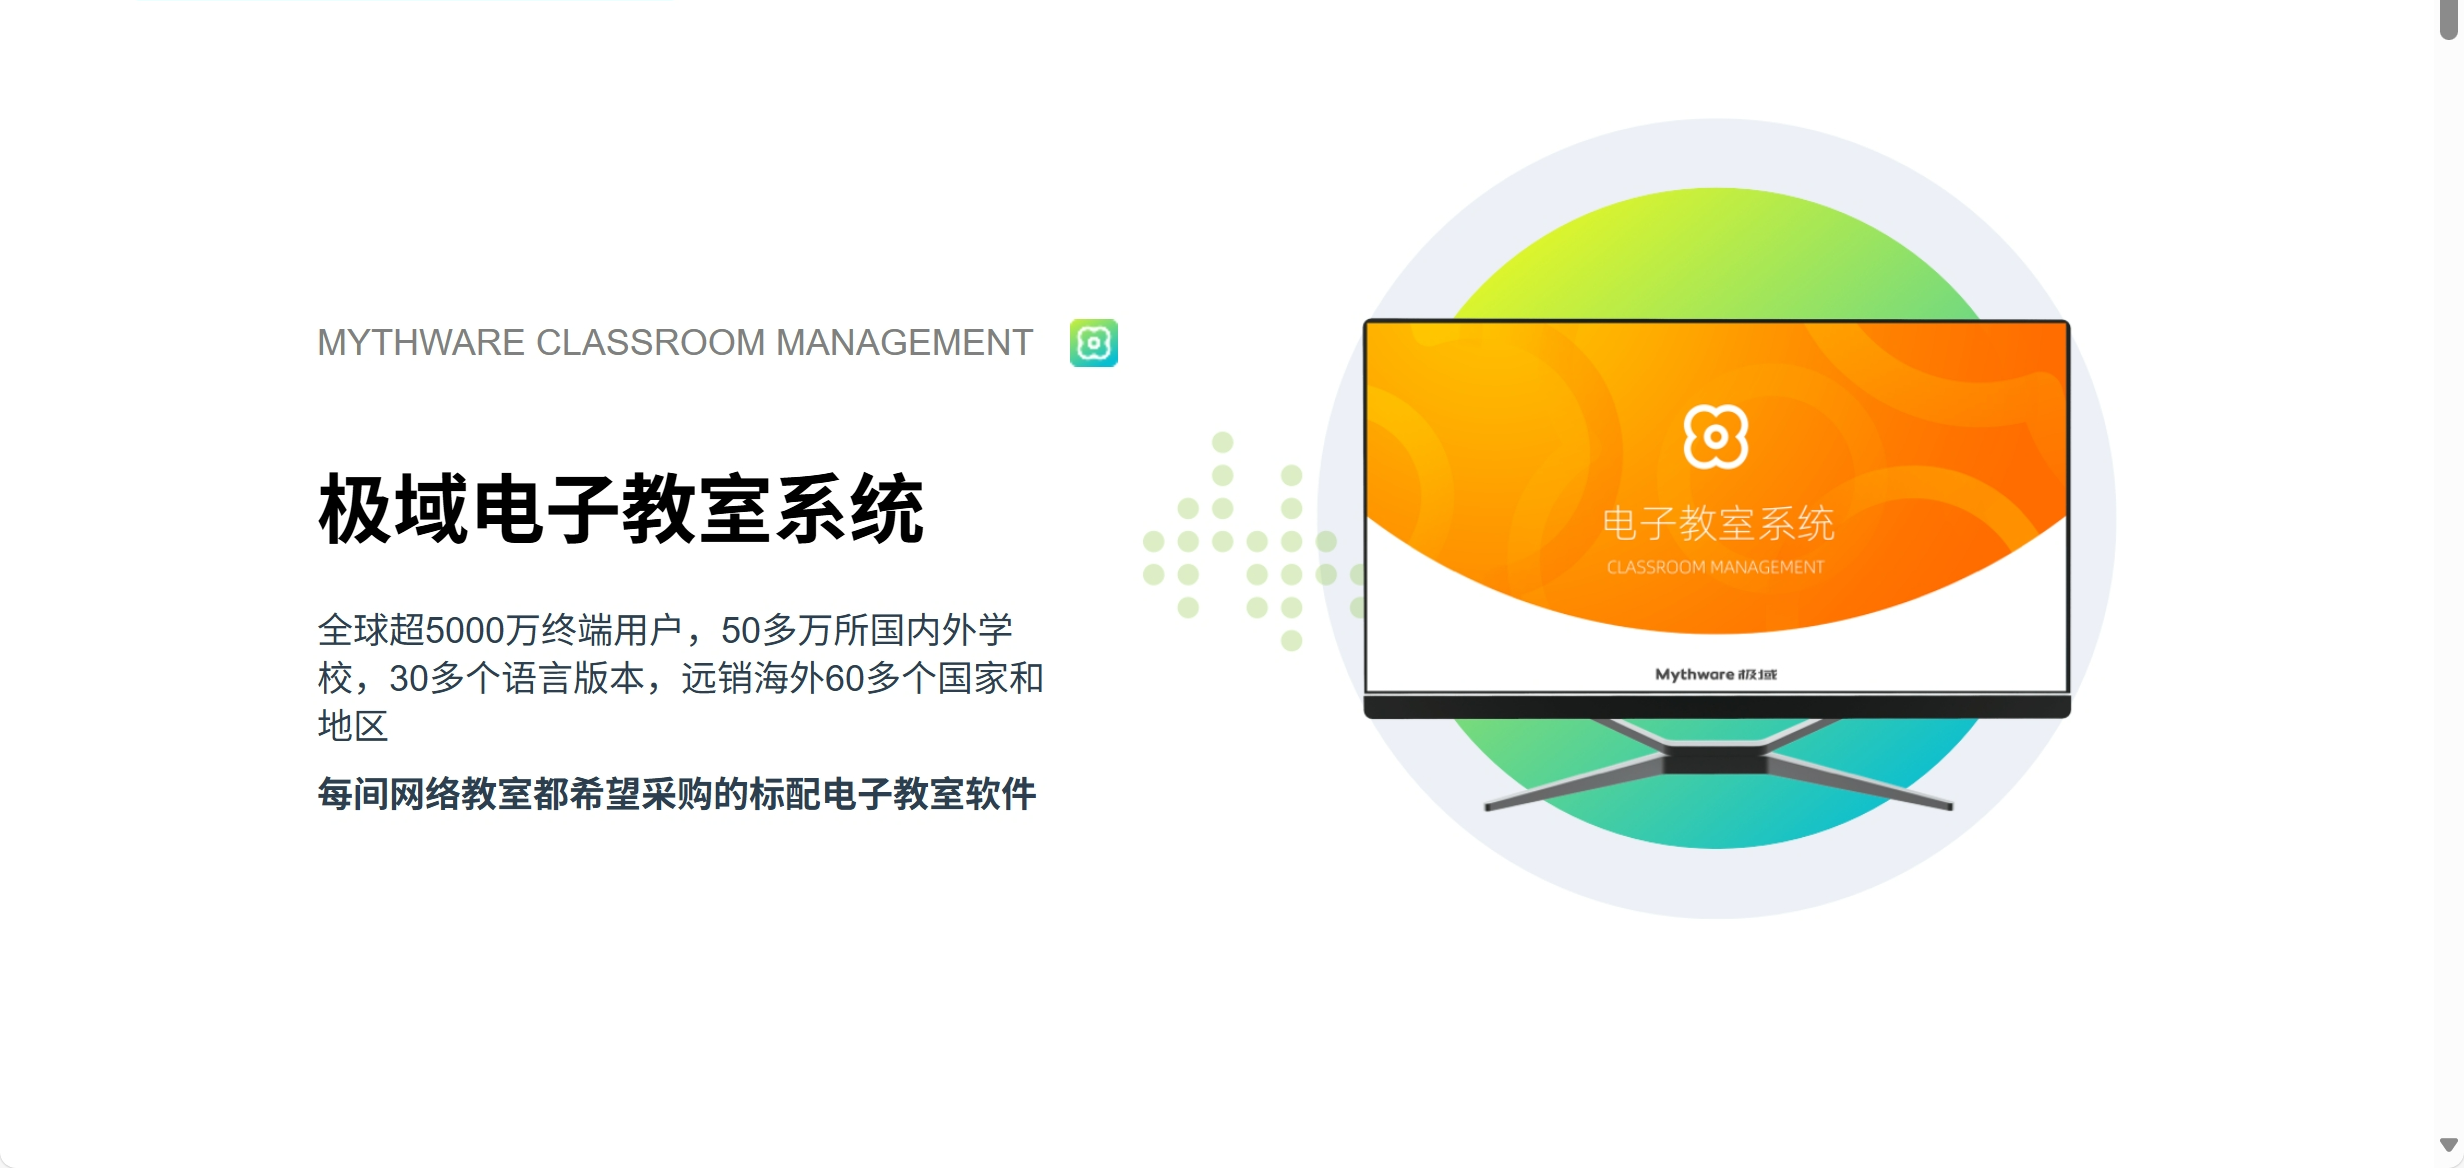 MYTHWARE CLASSROOM MANAGEMENT
极域电子教室系统
全球超5000万终端用户，50多万所国内外学
校，30多个语言版本，远销海外60多个国家和
地区
每间网络教室都希望采购的标配电子教室软件
电子教室系统
CLASSROOM MANAGEMENT
Mythware 极域